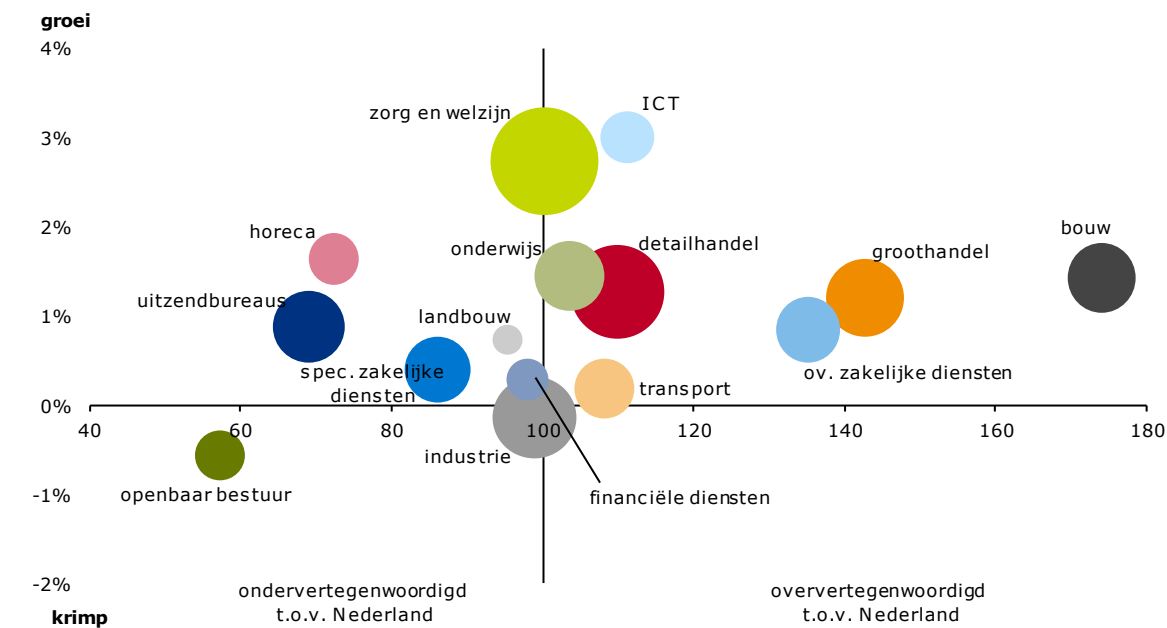 groei
4%
ICT
zorg en welzijn
3%
2%
bouw
horeca
detailhandel
onderwijs
groothandel
uitzendbureaus
1%
landbouw
spec. zakelijke
diensten
ov. zakelijke diensten
transport
0%
40
60
80
100
120
140
160
180
industrie
-1%
openbaar bestuur
financiële diensten
-2%
ondervertegenwoordigd
t.o.v. Nederland
oververtegenwoordigd
t.o.v. Nederland
krimp